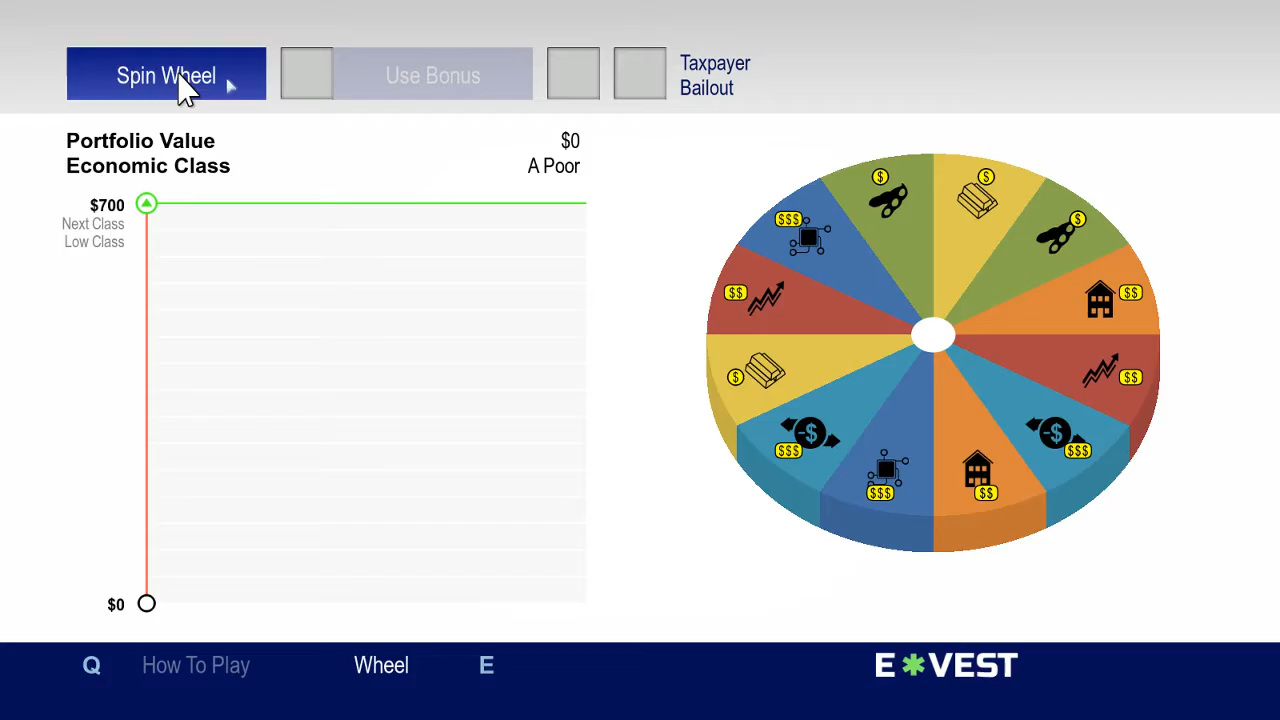 Spin Wheel
Use Bonus
Taxpayer
Bailout
Portfolio Value $0
Economic Class A Poor
$700
Next Class
Low Class
$0
$
$
$
$$$
$$
$$
$
$$
-$
$$$
-$
$$$
$$$
$$
Q How To Play Wheel E
E*VEST